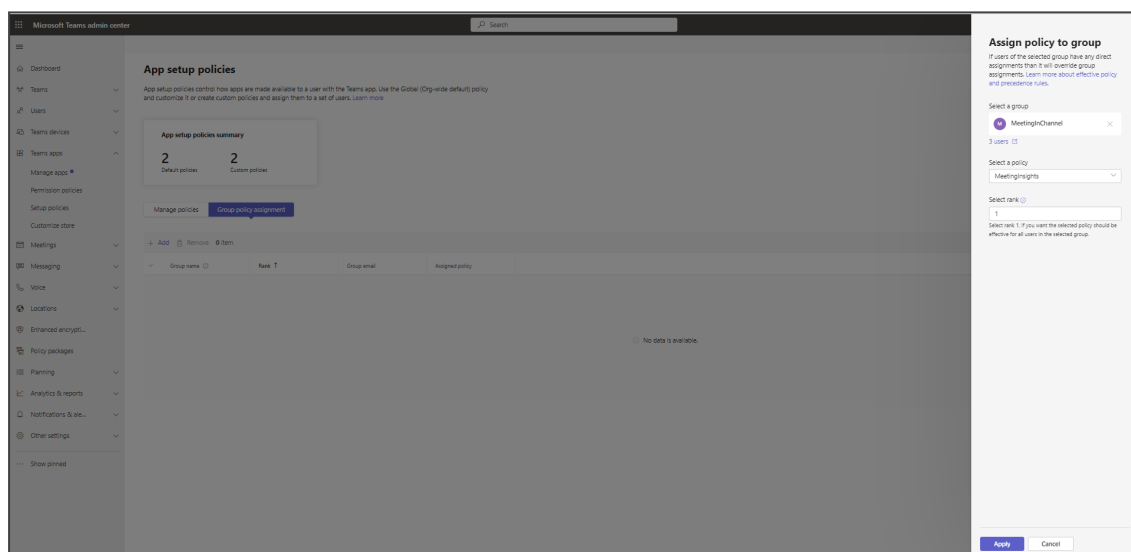 Microsoft Teams admin center
Search
Dashboard
Teams
Users
Teams devices
Teams apps
Manage apps
Permission policies
Setup policies
Customize store
Meetings
Messaging
Voice
Locations
Enhanced encrypti...
Policy packages
Planning
Analytics & reports
Notifications & ale...
Other settings
Show pinned
App setup policies
App setup policies control how apps are made available to a user with the Teams app. Use the Global (Org-wide default) policy
and customize it or create custom policies and assign them to a set of users. Learn more
App setup policies summary
2 2
Default policies Custom policies
Manage policies Group policy assignment
+ Add Remove 0 item
Group name Rank ↑ Group email Assigned policy
No data is available.
Assign policy to group
If users of the selected group have any direct
assignments than it will override group
assignments. Learn more about effective policy
and precedence rules.
Select a group
M MeetingInChannel
3 users
Select a policy
MeetingInsights
Select rank
1
Select rank 1. If you want the selected policy should be
effective for all users in the selected group.
Apply Cancel